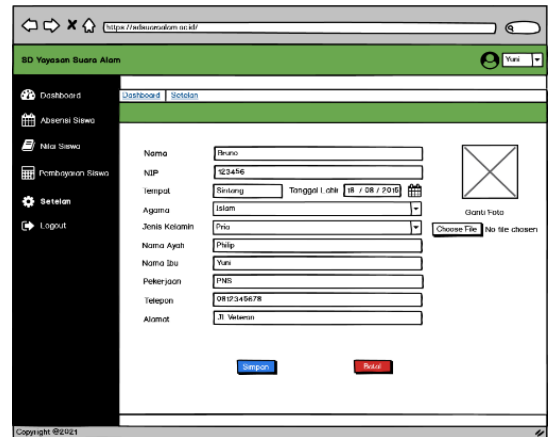 https://sdsuaraalam.ac.id/
SD Yayasan Suara Alam
Yuni
Dashboard
Absensi Siswa
Nilai Siswa
Pembayaran Siswa
Setelan
Logout
Dashboard Setelan
Nama Bruno
NIP 123456
Tempat Sintang Tanggal Lahir 18 / 08 / 2015
Agama Islam
Jenis Kelamin Pria
Nama Ayah Philip
Nama Ibu Yuni
Pekerjaan PNS
Telepon 0812345678
Alamat Jl Veteran
Ganti Foto
Choose File No file chosen
Simpan Batal
Copyright @2021